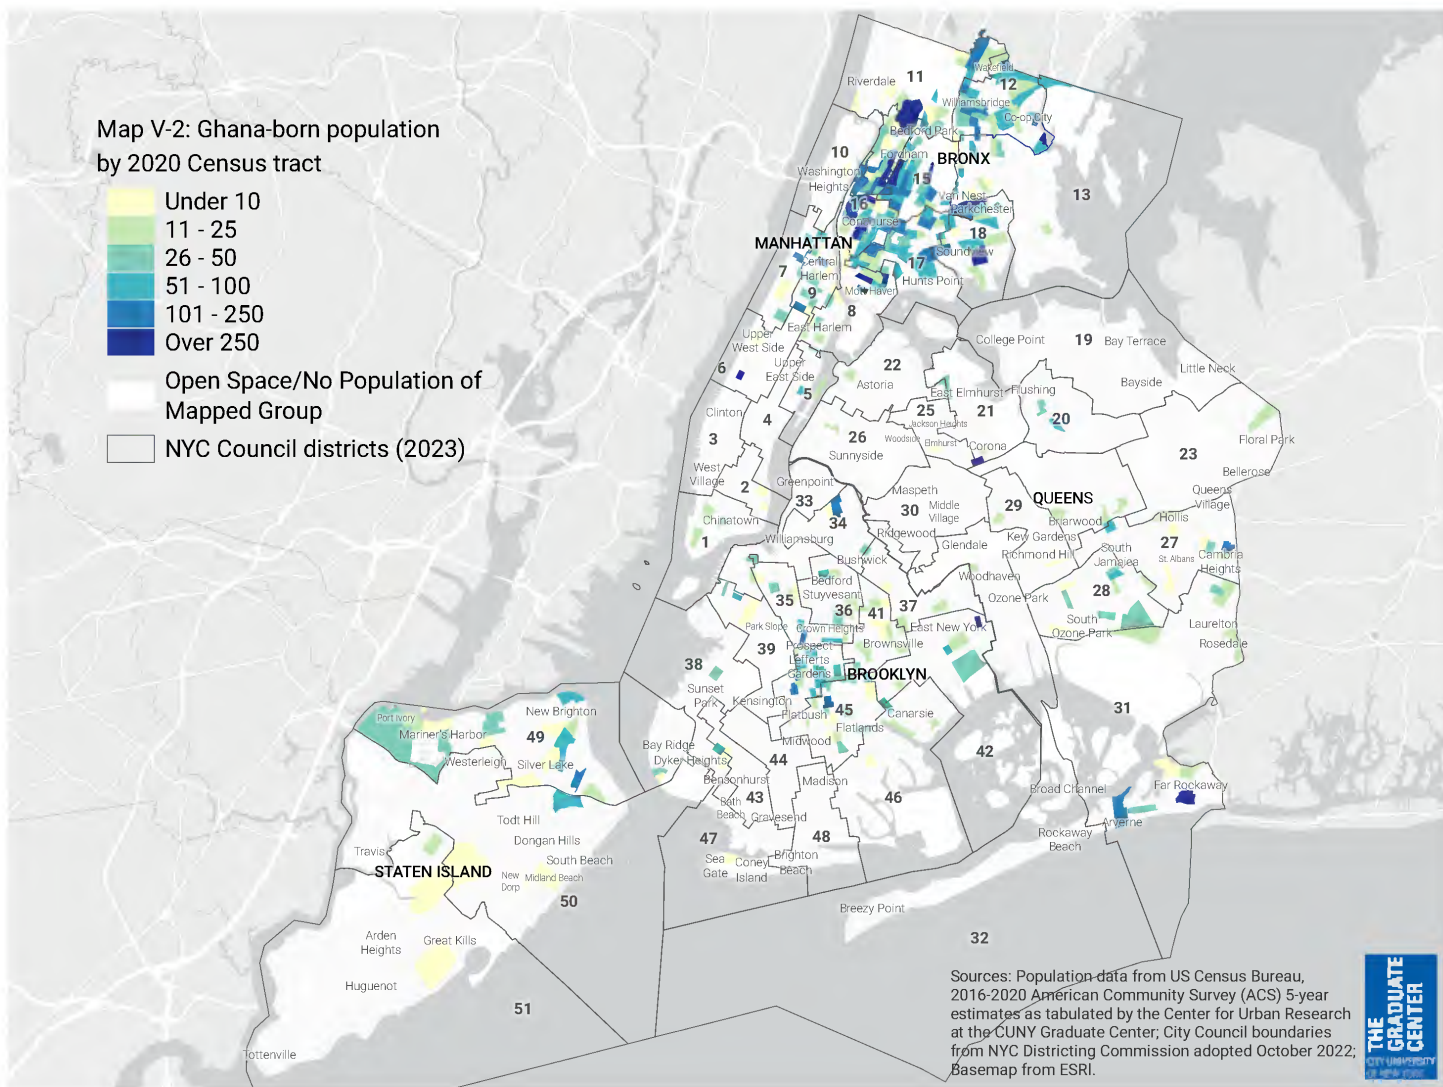 Map V-2: Ghana-born population
by 2020 Census tract
Under 10
11 - 25
26 - 50
51 - 100
101 - 250
Over 250
Open Space/No Population of
Mapped Group
NYC Council districts (2023)
Wakefield
Riverdale
11
12
Williamsbridge
Co-op City
Bedford Park
10
Fordham
BRONX
Washington
Heights
15
Van Nest
13
16
Parkchester
Concourse
18
MANHATTAN
Soundview
Central
Harlem
17
7
Hunts Point
9
Mott Haven
8
East Harlem
Upper
West Side
19
College Point
Bay Terrace
6
Upper
East Side
22
Little Neck
Astoria
Bayside
5
East Elmhurst
Flushing
Clinton
4
25
21
20
Jackson Heights
3
26
Woodside
Elmhurst
Corona
Floral Park
Sunnyside
23
West
Village
Bellerose
2
Greenpoint
Maspeth
QUEENS
Queens
Village
33
30
Middle
Village
29
Chinatown
34
Briarwood
Hollis
Ridgewood
Kew Gardens
1
Williamsburg
Glendale
Richmond Hill
South
Jamaica
27
St. Albans
Cambria
Heights
Bushwick
Bedford
Stuyvesant
Woodhaven
28
Ozone Park
35
36
41
37
South
Ozone Park
Laurelton
Park Slope
Crown Heights
East New York
Rosedale
39
Prospect
Lefferts
Gardens
Brownsville
38
BROOKLYN
Sunset
Park
Kensington
Flatbush
45
Canarsie
31
Port Ivory
New Brighton
Flatlands
Mariner's Harbor
49
Bay Ridge
Midwood
42
Westerleigh
Silver Lake
Dyker Heights
44
Bensonhurst
Madison
Broad Channel
Far Rockaway
Bath
Beach
43
46
Gravesend
Todt Hill
Arverne
Dongan Hills
47
48
Rockaway
Beach
Travis
South Beach
Sea
Gate
Coney
Island
Brighton
Beach
STATEN ISLAND
New
Dorp
Midland Beach
50
Breezy Point
Arden
Heights
Great Kills
32
Huguenot
51
Tottenville
Sources: Population data from US Census Bureau,
2016-2020 American Community Survey (ACS) 5-year
estimates as tabulated by the Center for Urban Research
at the CUNY Graduate Center; City Council boundaries
from NYC Districting Commission adopted October 2022;
Basemap from ESRI.
THE
GRADUATE
CENTER
CITY UNIVERSITY
OF NEW YORK